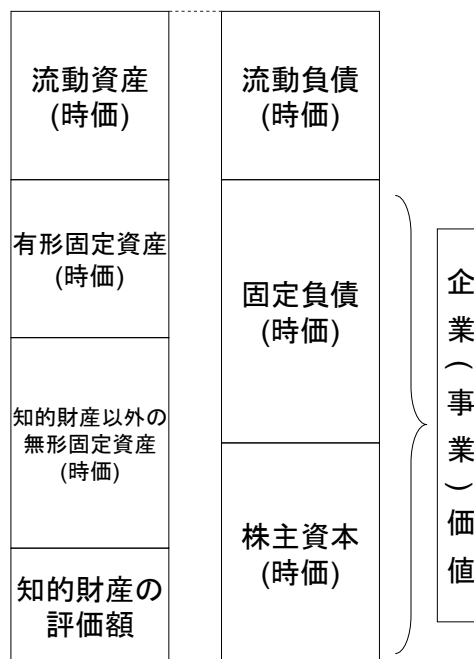 流動資産
(時価)
有形固定資産
(時価)
知的財産以外の
無形固定資産
(時価)
知的財産の
評価額
流動負債
(時価)
固定負債
(時価)
株主資本
(時価)
企業(事業)価値